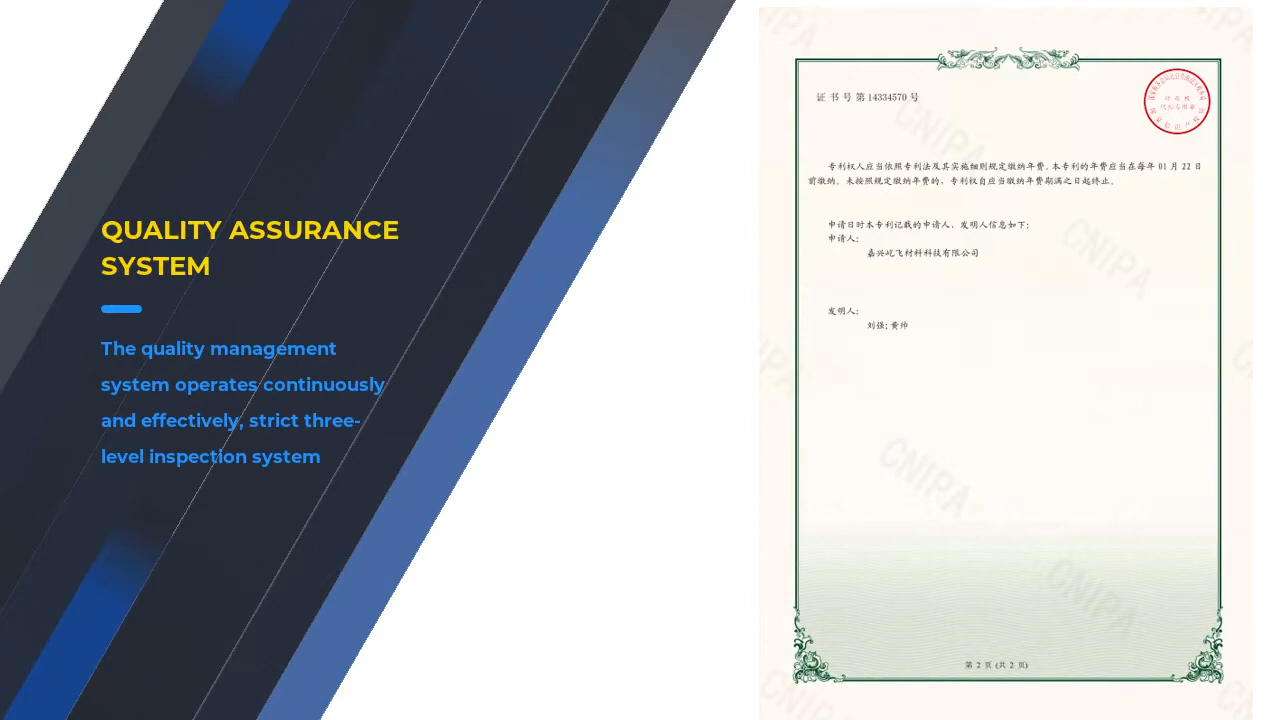 QUALITY ASSURANCE
SYSTEM
The quality management
system operates continuously
and effectively, strict three-
level inspection system
证书号第14334570号
专利权人应当依照专利法及其实施细则规定缴纳年费。本专利的年费应当在每年 01 月 22 日
前缴纳。未按照规定缴纳年费的，专利权自应当缴纳年费期满之日起终止。
申请日时本专利记载的申请人、发明人信息如下：
申请人：
嘉兴屹飞材料科技有限公司
发明人：
刘强；黄帅
第 2 页 (共 2 页)
CNIPA
CNIPA
CNIPA
CNIPA